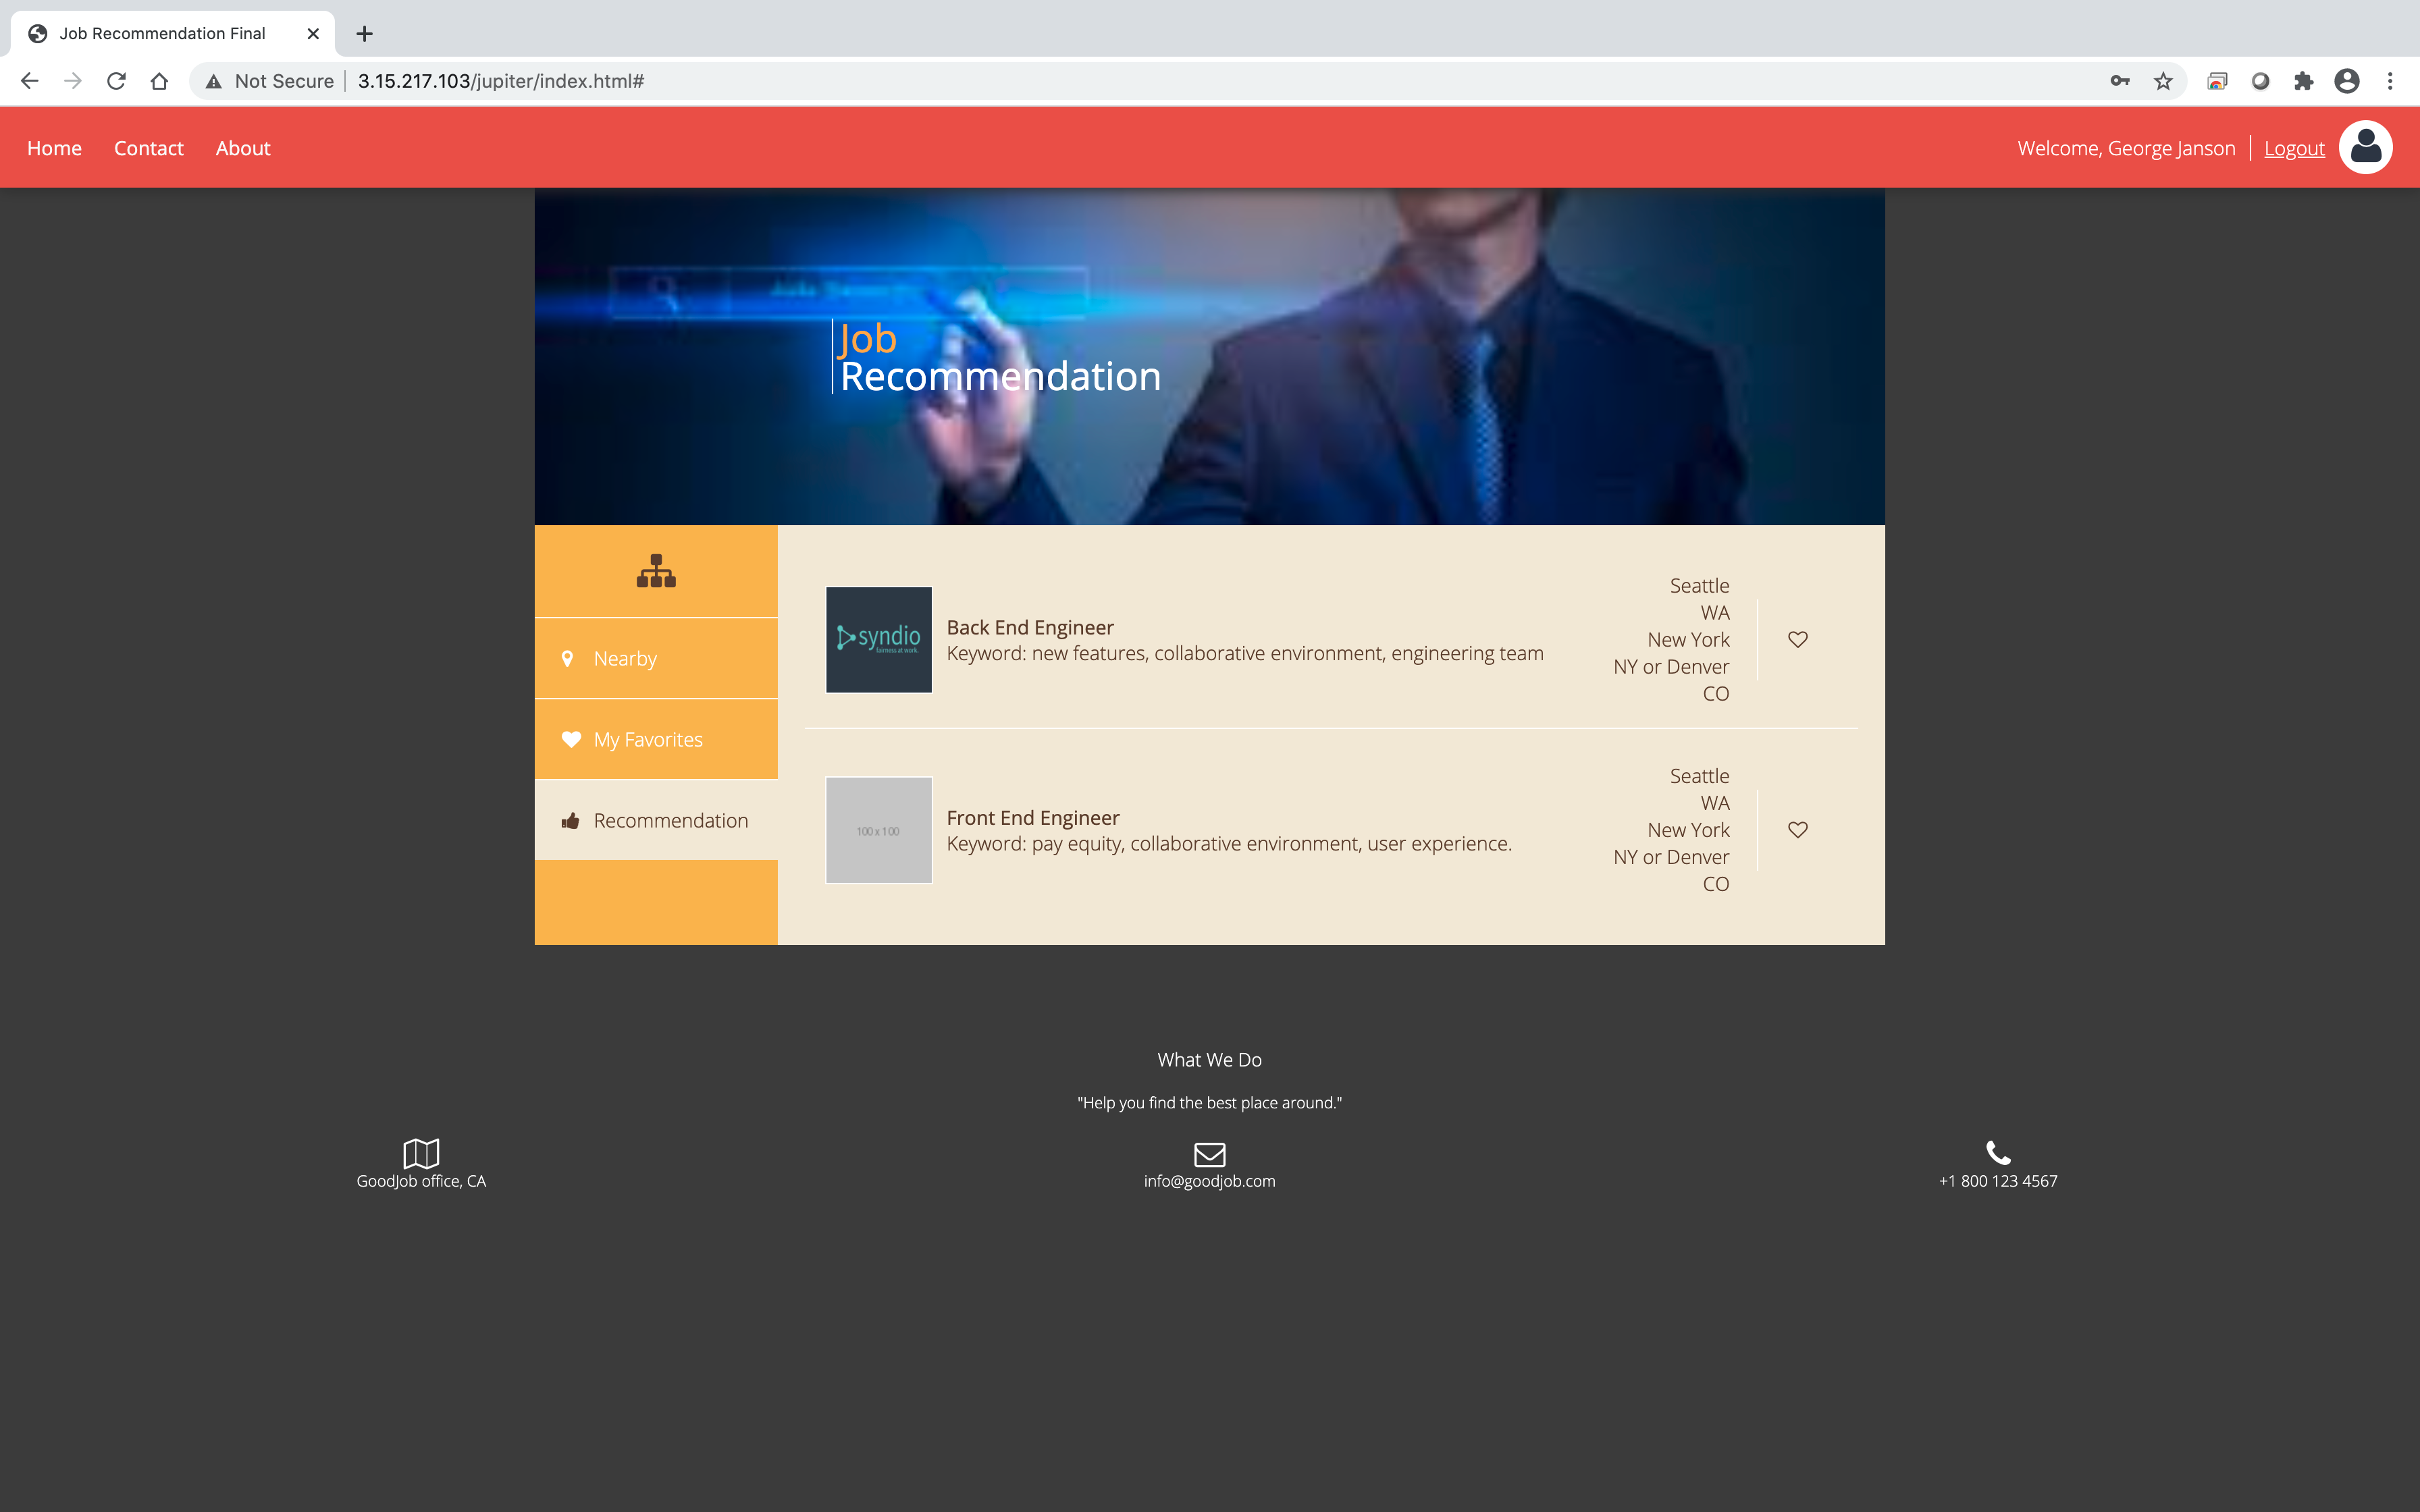 Job Recommendation Final
Not Secure
3.15.217.103/jupiter/index.html#
Home
Contact
About
Welcome, George Janson
Logout
Job
Recommendation
Nearby
My Favorites
Recommendation
syndio
fairness at work.
Back End Engineer
Keyword: new features, collaborative environment, engineering team
Seattle
WA
New York
NY or Denver
CO
100 x 100
Front End Engineer
Keyword: pay equity, collaborative environment, user experience.
Seattle
WA
New York
NY or Denver
CO
What We Do
"Help you find the best place around."
GoodJob office, CA
info@goodjob.com
+1 800 123 4567